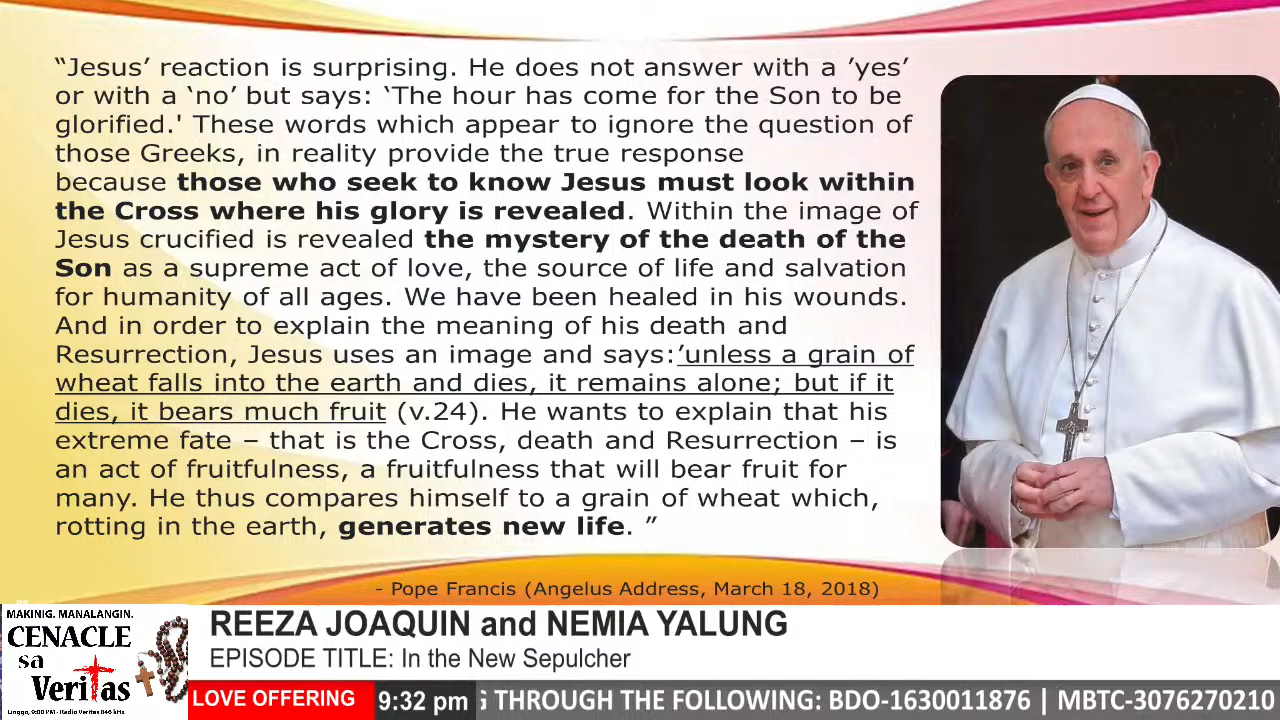 “Jesus’ reaction is surprising. He does not answer with a ’yes’
or with a ‘no’ but says: ‘The hour has come for the Son to be
glorified.' These words which appear to ignore the question of
those Greeks, in reality provide the true response
because those who seek to know Jesus must look within
the Cross where his glory is revealed. Within the image of
Jesus crucified is revealed the mystery of the death of the
Son as a supreme act of love, the source of life and salvation
for humanity of all ages. We have been healed in his wounds.
And in order to explain the meaning of his death and
Resurrection, Jesus uses an image and says:’unless a grain of
wheat falls into the earth and dies, it remains alone; but if it
dies, it bears much fruit (v.24). He wants to explain that his
extreme fate – that is the Cross, death and Resurrection – is
an act of fruitfulness, a fruitfulness that will bear fruit for
many. He thus compares himself to a grain of wheat which,
rotting in the earth, generates new life. ”
- Pope Francis (Angelus Address, March 18, 2018)
MAKINIG. MANALANGIN.
CENACLE
sa
Veritas
Linggo, 9:00 PM - Radio Veritas 846 kHz
REEZA JOAQUIN and NEMIA YALUNG
EPISODE TITLE: In the New Sepulcher
LOVE OFFERING
9:32 pm
THROUGH THE FOLLOWING: BDO-1630011876 | MBTC-3076270210